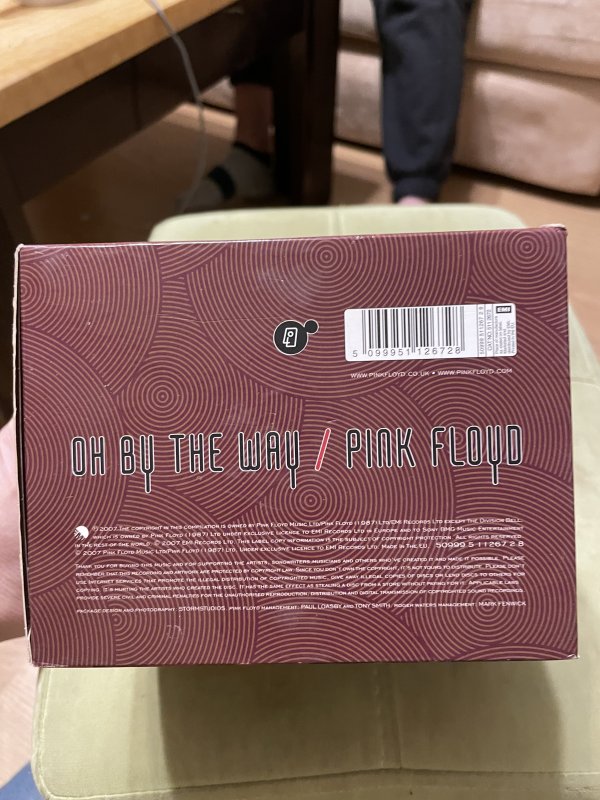 5 099951 126728
50999 5 11267 2 8
EMI
WWW.PINKFLOYD.CO.UK • WWW.PINKFLOYD.COM
OH BY THE WAY / PINK FLOYD
℗ 2007 THE COPYRIGHT IN THIS COMPILATION IS OWNED BY PINK FLOYD MUSIC LTD/PINK FLOYD (1987) LTD/EMI RECORDS LTD EXCEPT THE DIVISION BELL
WHICH IS OWNED BY PINK FLOYD (1987) LTD UNDER EXCLUSIVE LICENCE TO EMI RECORDS LTD IN EUROPE AND TO SONY BMG MUSIC ENTERTAINMENT
IN THE REST OF THE WORLD. © 2007 EMI RECORDS LTD. THIS LABEL COPY INFORMATION IS THE SUBJECT OF COPYRIGHT PROTECTION. ALL RIGHTS RESERVED.
© 2007 PINK FLOYD MUSIC LTD/PINK FLOYD (1987) LTD, UNDER EXCLUSIVE LICENCE TO EMI RECORDS LTD. MADE IN THE EU. 50999 5 11267 2 8
THANK YOU FOR BUYING THIS MUSIC AND FOR SUPPORTING THE ARTISTS, SONGWRITERS, MUSICIANS AND OTHERS WHO'VE CREATED IT AND MADE IT POSSIBLE. PLEASE
REMEMBER THAT THIS RECORDING AND ARTWORK ARE PROTECTED BY COPYRIGHT LAW. SINCE YOU DON'T OWN THE COPYRIGHT, IT'S NOT YOURS TO DISTRIBUTE. PLEASE DON'T
USE INTERNET SERVICES THAT PROMOTE THE ILLEGAL DISTRIBUTION OF COPYRIGHTED MUSIC, GIVE AWAY ILLEGAL COPIES OF DISCS OR LEND DISCS TO OTHERS FOR
COPYING. IT IS HURTING THE ARTISTS WHO CREATED THE DISC. IT HAS THE SAME EFFECT AS STEALING A DISC FROM A STORE WITHOUT PAYING FOR IT. APPLICABLE LAWS
PROVIDE SEVERE CIVIL AND CRIMINAL PENALTIES FOR THE UNAUTHORISED REPRODUCTION, DISTRIBUTION AND DIGITAL TRANSMISSION OF COPYRIGHTED SOUND RECORDINGS.
PACKAGE DESIGN AND PHOTOGRAPHY: STORMSTUDIOS. PINK FLOYD MANAGEMENT: PAUL LOASBY AND TONY SMITH. ROGER WATERS MANAGEMENT: MARK FENWICK